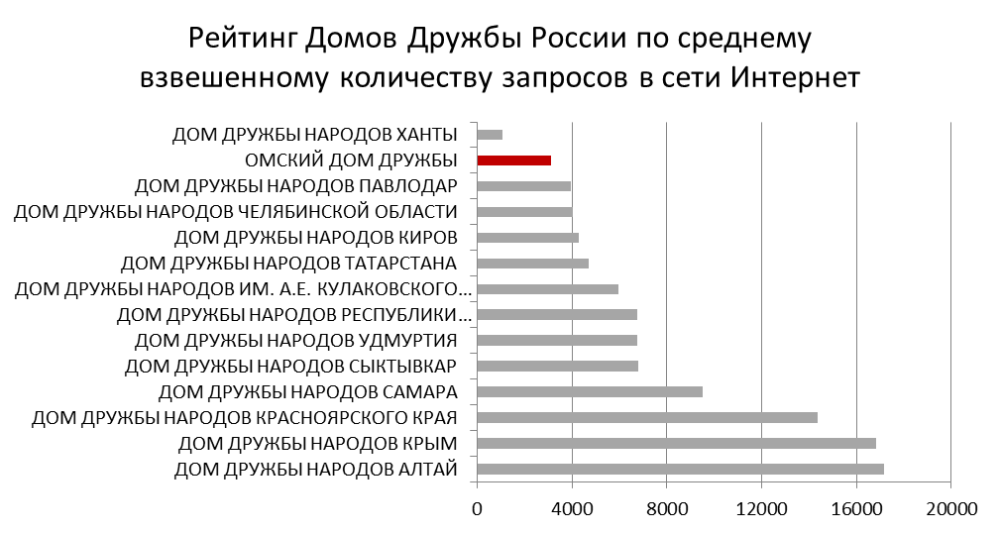 Рейтинг Домов Дружбы России по среднему
взвешенному количеству запросов в сети Интернет
ДОМ ДРУЖБЫ НАРОДОВ ХАНТЫ
ОМСКИЙ ДОМ ДРУЖБЫ
ДОМ ДРУЖБЫ НАРОДОВ ПАВЛОДАР
ДОМ ДРУЖБЫ НАРОДОВ ЧЕЛЯБИНСКОЙ ОБЛАСТИ
ДОМ ДРУЖБЫ НАРОДОВ КИРОВ
ДОМ ДРУЖБЫ НАРОДОВ ТАТАРСТАНА
ДОМ ДРУЖБЫ НАРОДОВ ИМ. А.Е. КУЛАКОВСКОГО...
ДОМ ДРУЖБЫ НАРОДОВ РЕСПУБЛИКИ...
ДОМ ДРУЖБЫ НАРОДОВ УДМУРТИЯ
ДОМ ДРУЖБЫ НАРОДОВ СЫКТЫВКАР
ДОМ ДРУЖБЫ НАРОДОВ САМАРА
ДОМ ДРУЖБЫ НАРОДОВ КРАСНОЯРСКОГО КРАЯ
ДОМ ДРУЖБЫ НАРОДОВ КРЫМ
ДОМ ДРУЖБЫ НАРОДОВ АЛТАЙ
0 4000 8000 12000 16000 20000